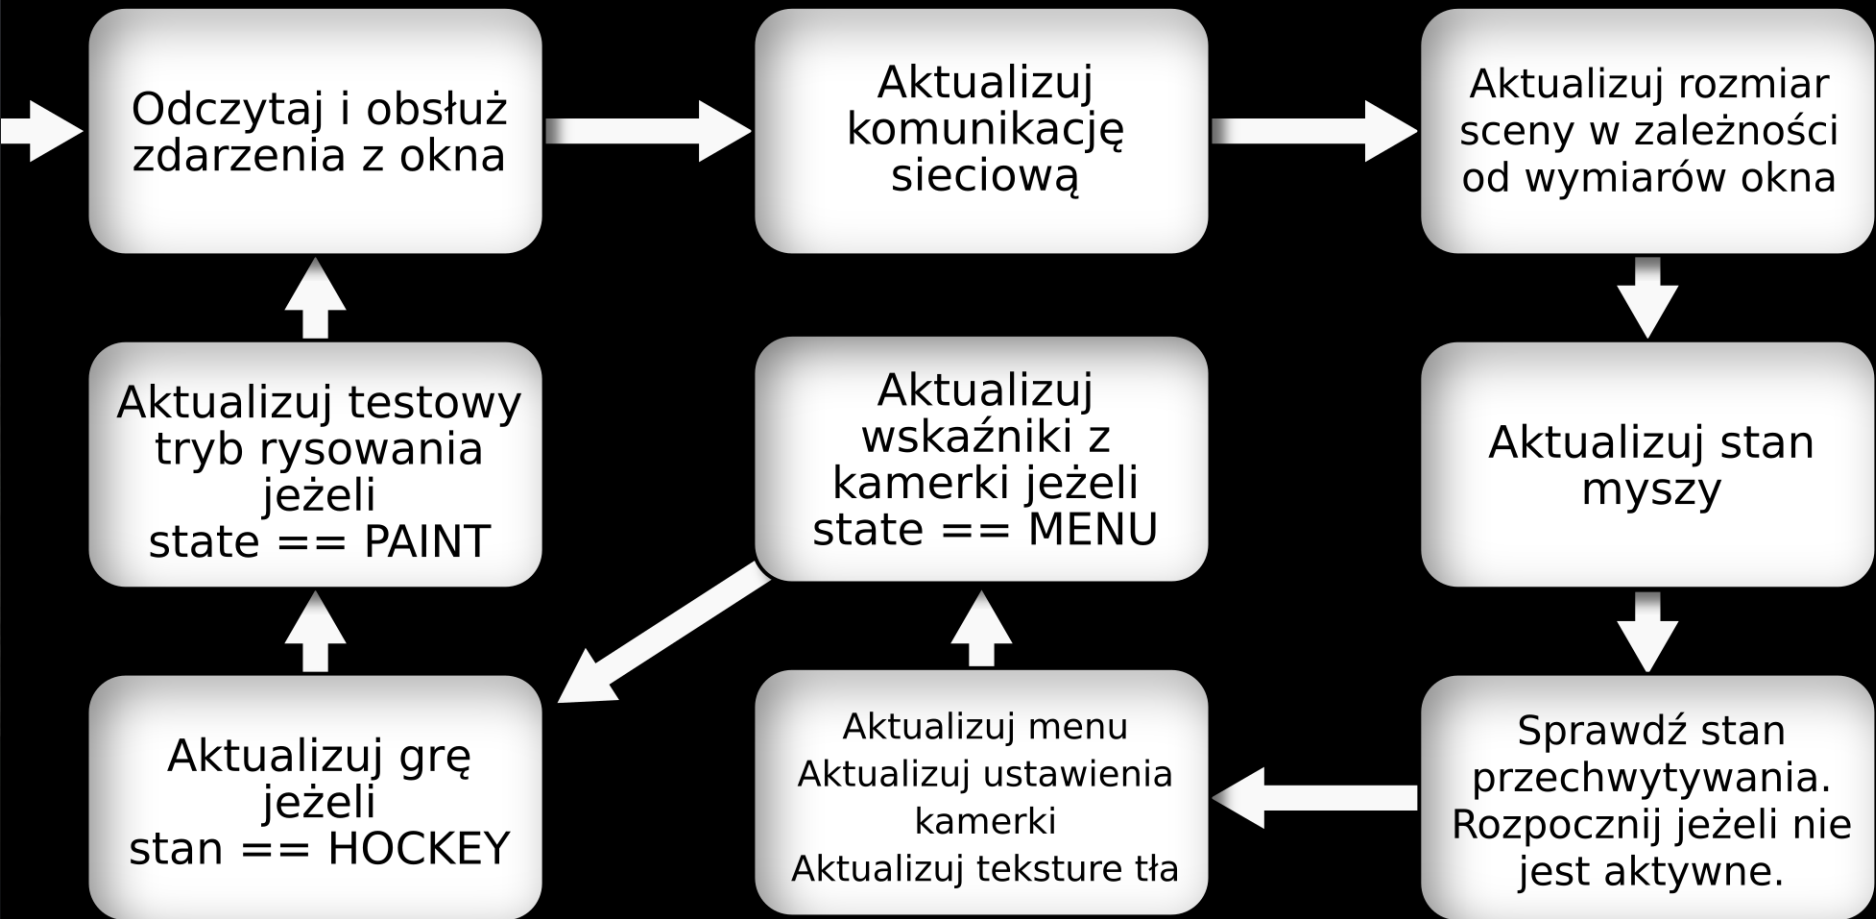 Odczytaj i obsłuż
zdarzenia z okna
Aktualizuj
komunikację
sieciową
Aktualizuj rozmiar
sceny w zależności
od wymiarów okna
Aktualizuj stan
myszy
Sprawdź stan
przechwytywania.
Rozpocznij jeżeli nie
jest aktywne.
Aktualizuj menu
Aktualizuj ustawienia
kamerki
Aktualizuj teksture tła
Aktualizuj
wskaźniki z
kamerki jeżeli
state == MENU
Aktualizuj grę
jeżeli
stan == HOCKEY
Aktualizuj testowy
tryb rysowania
jeżeli
state == PAINT